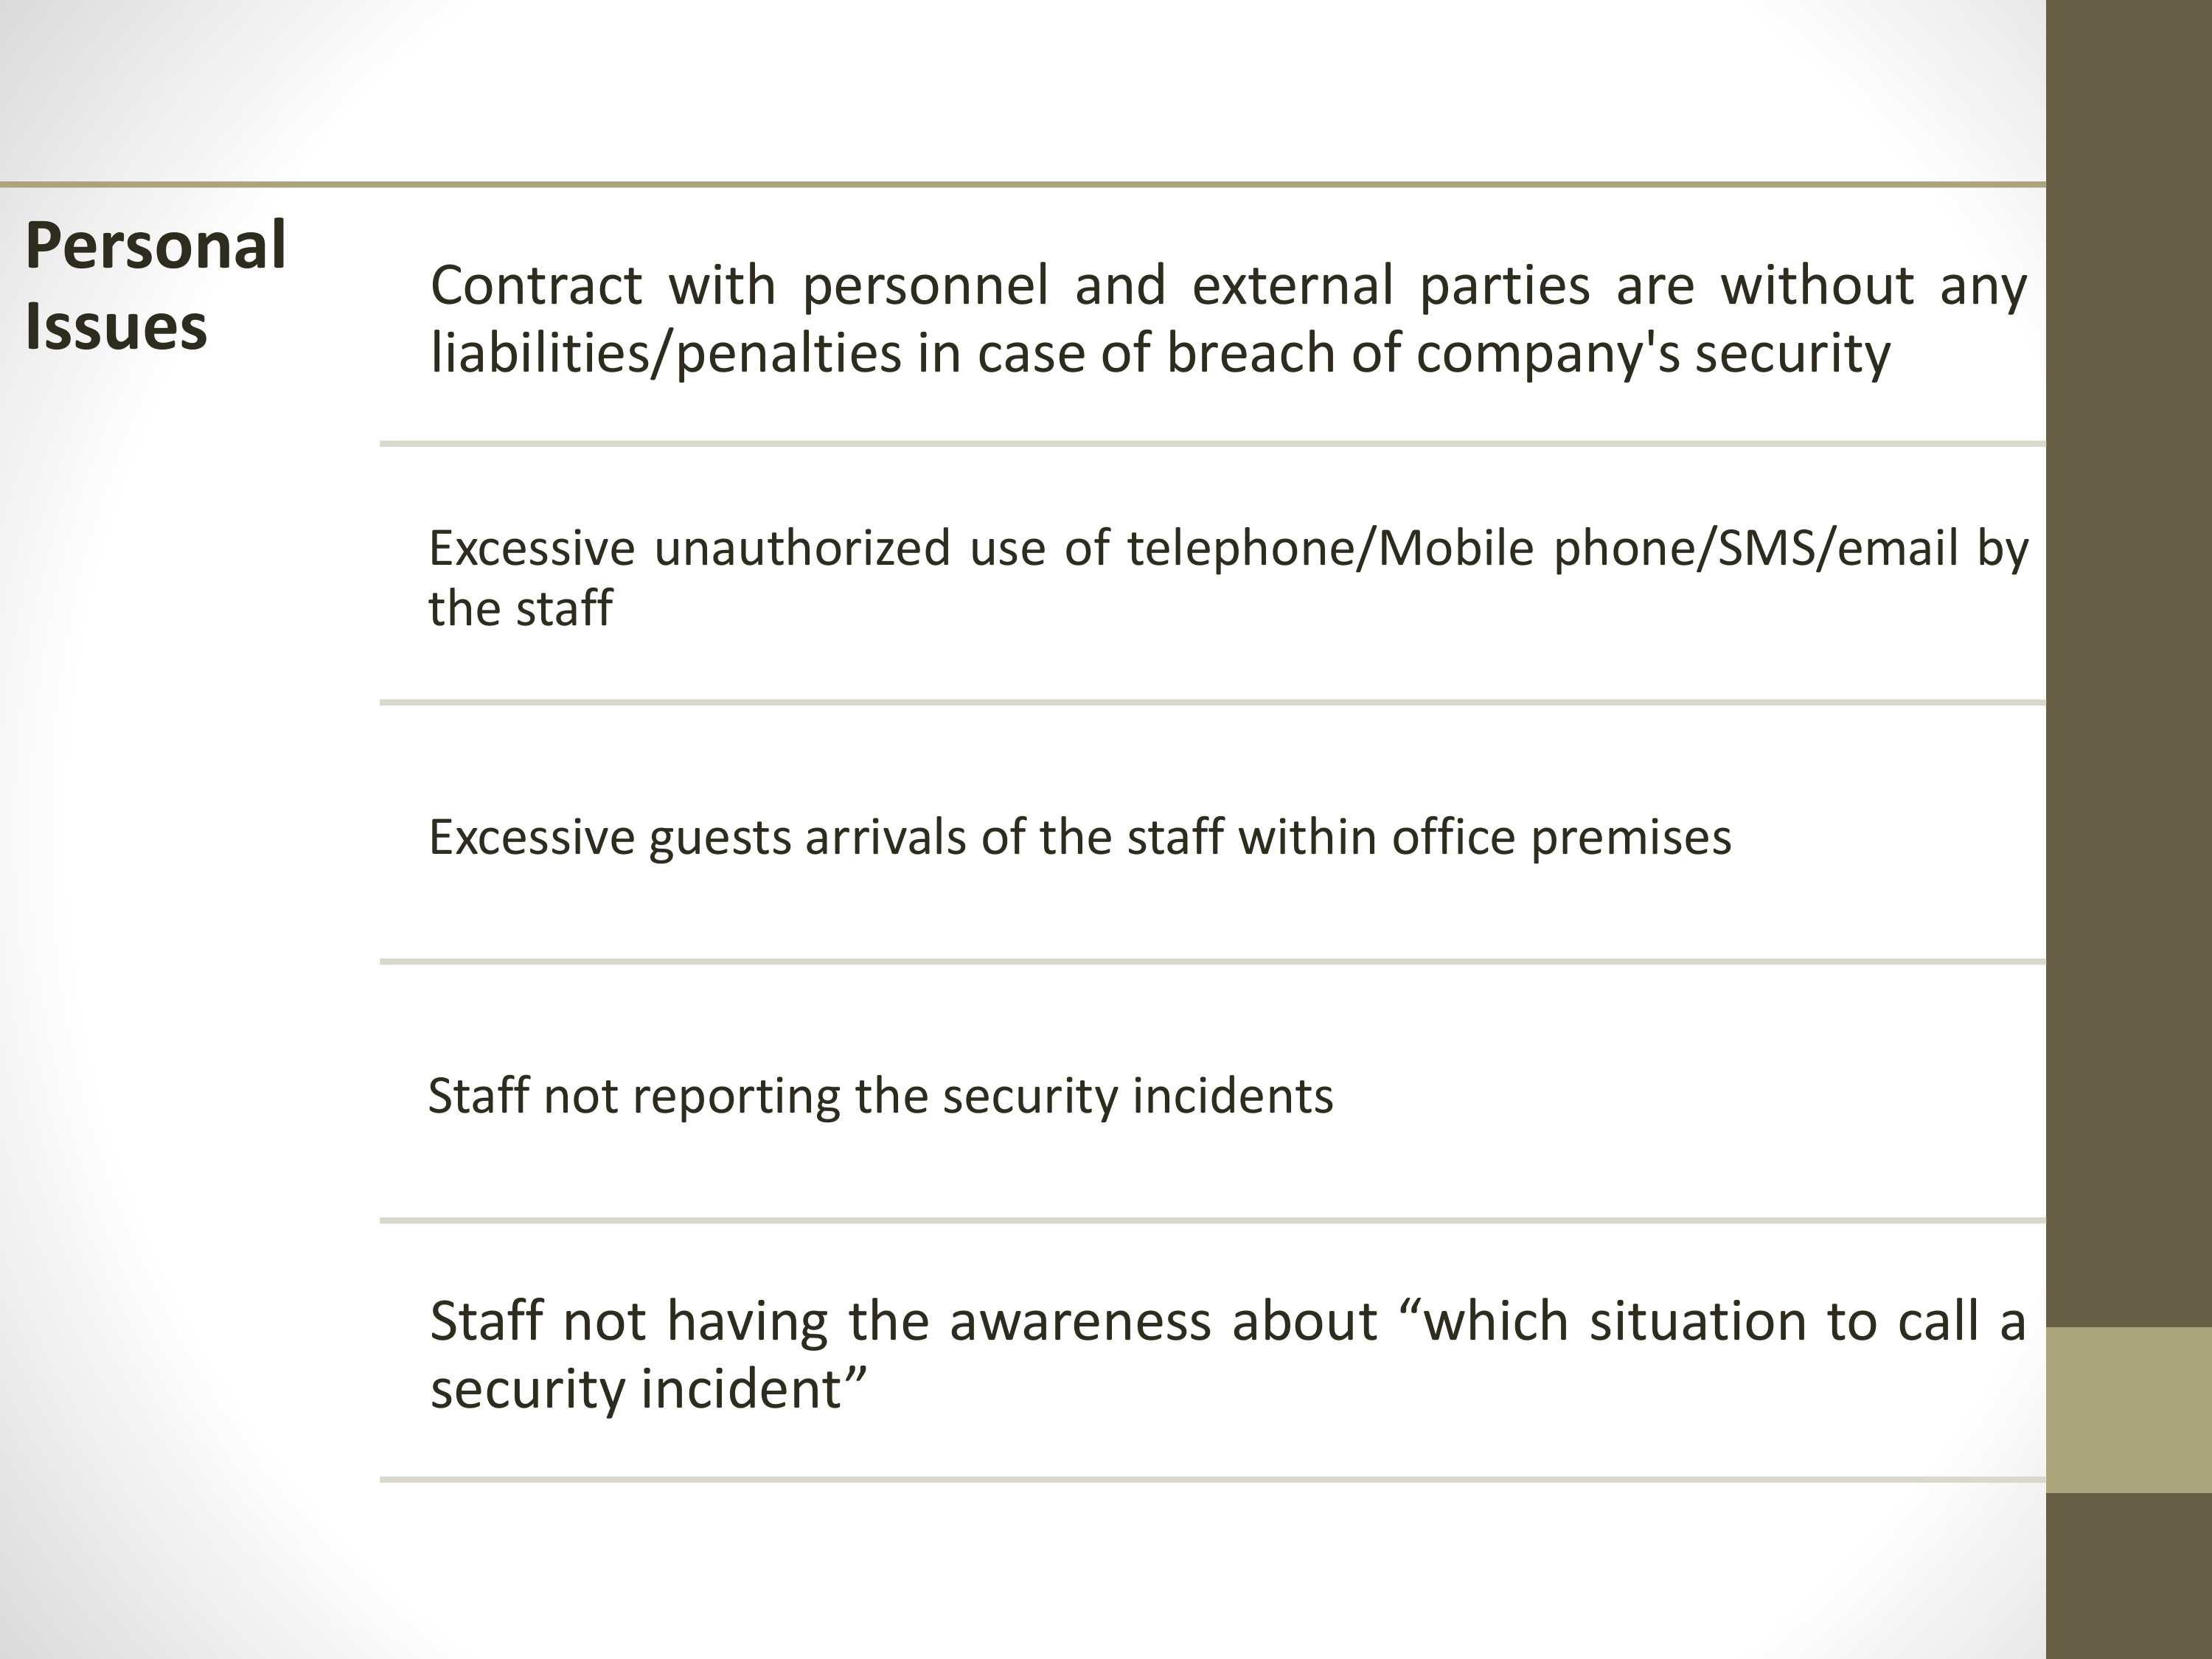 Personal
Issues
Contract with personnel and external parties are without any
liabilities/penalties in case of breach of company's security
Excessive unauthorized use of telephone/Mobile phone/SMS/email by
the staff
Excessive guests arrivals of the staff within office premises
Staff not reporting the security incidents
Staff not having the awareness about “which situation to call a
security incident”